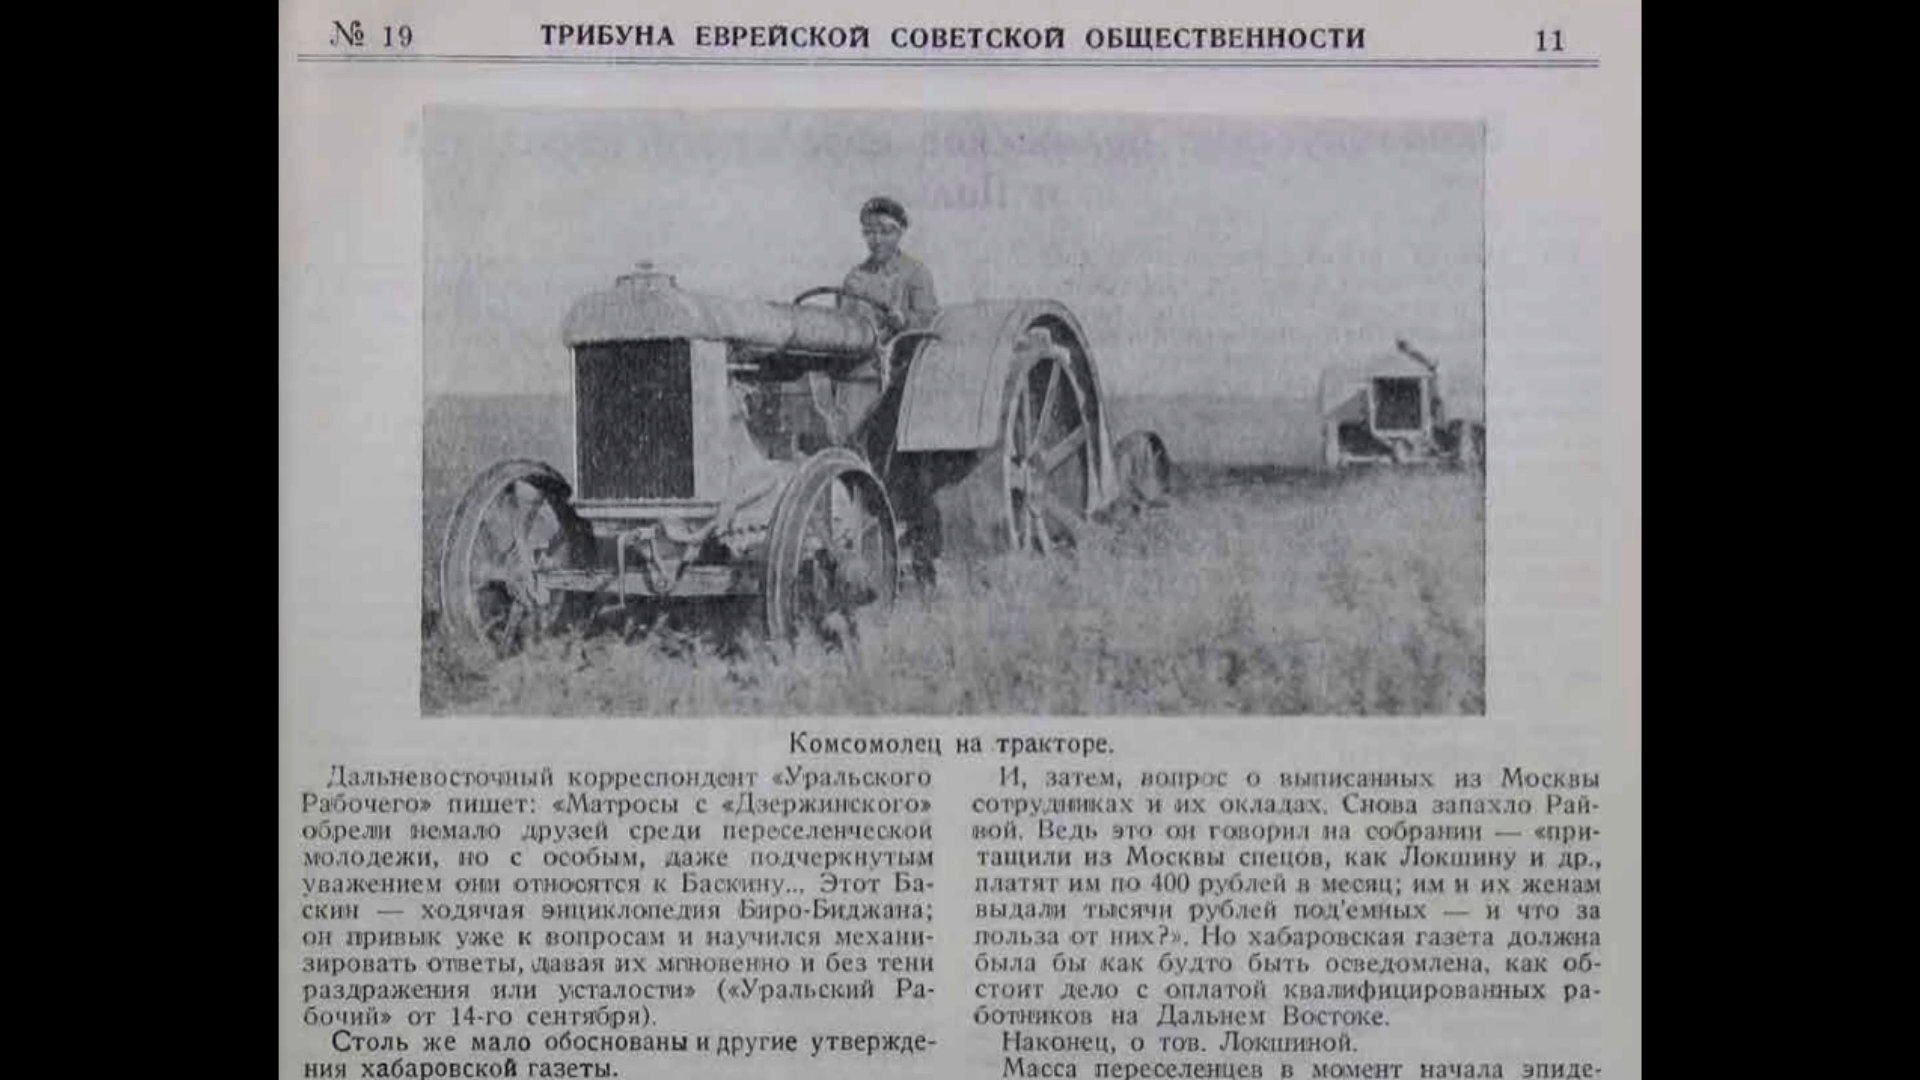 № 19 ТРИБУНА ЕВРЕЙСКОЙ СОВЕТСКОЙ ОБЩЕСТВЕННОСТИ 11
Комсомолец на тракторе.
Дальневосточный корреспондент «Уральского
Рабочего» пишет: «Матросы с «Дзержинского»
обрели немало друзей среди переселенческой
молодежи, но с особым, даже подчеркнутым
уважением они относятся к Баскину... Этот Ба-
скин — ходячая энциклопедия Биро-Биджана;
он привык уже к вопросам и научился механи-
зировать ответы, давая их мгновенно и без тени
раздражения или усталости» («Уральский Ра-
бочий» от 14-го сентября).
Столь же мало обоснованы и другие утвержде-
ния хабаровской газеты.
И, затем, вопрос о выписанных из Москвы
сотрудниках и их окладах. Снова запахло Рай-
вой. Ведь это он говорил на собрании — «при-
тащили из Москвы спецов, как Локшину и др.,
платят им по 400 рублей в месяц; им и их женам
выдали тысячи рублей под'емных — и что за
польза от них?». Но хабаровская газета должна
была бы как будто быть осведомлена, как об-
стоит дело с оплатой квалифицированных ра-
ботников на Дальнем Востоке.
Наконец, о тов. Локшиной.
Масса переселенцев в момент начала эпиде-